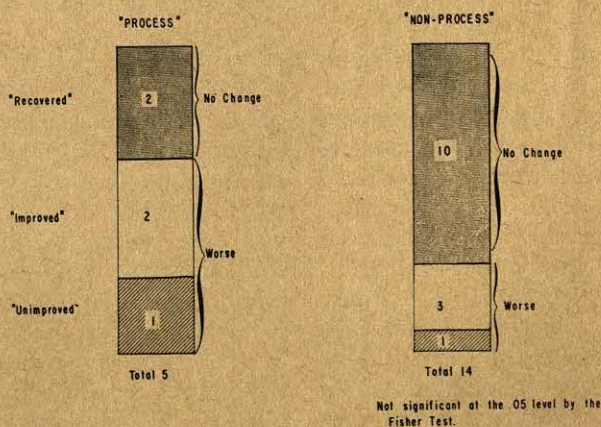 "PROCESS"
"NON-PROCESS"
"Recovered"
2
No Change
10
No Change
"Improved"
2
Worse
3
Worse
"Unimproved"
1
1
Total 5
Total 14
Not significant at the .05 level by the
Fisher Test.